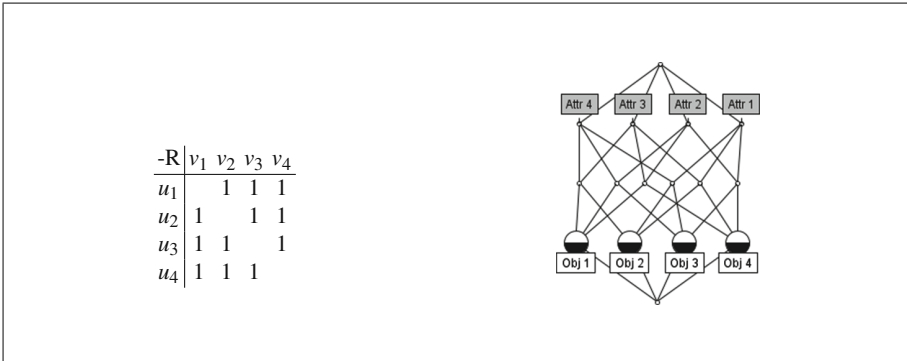 Attr 4 Attr 3 Attr 2 Attr 1
-R v1 v2 v3 v4
u1 1 1 1
u2 1 1 1
u3 1 1 1
u4 1 1 1
Obj 1 Obj 2 Obj 3 Obj 4